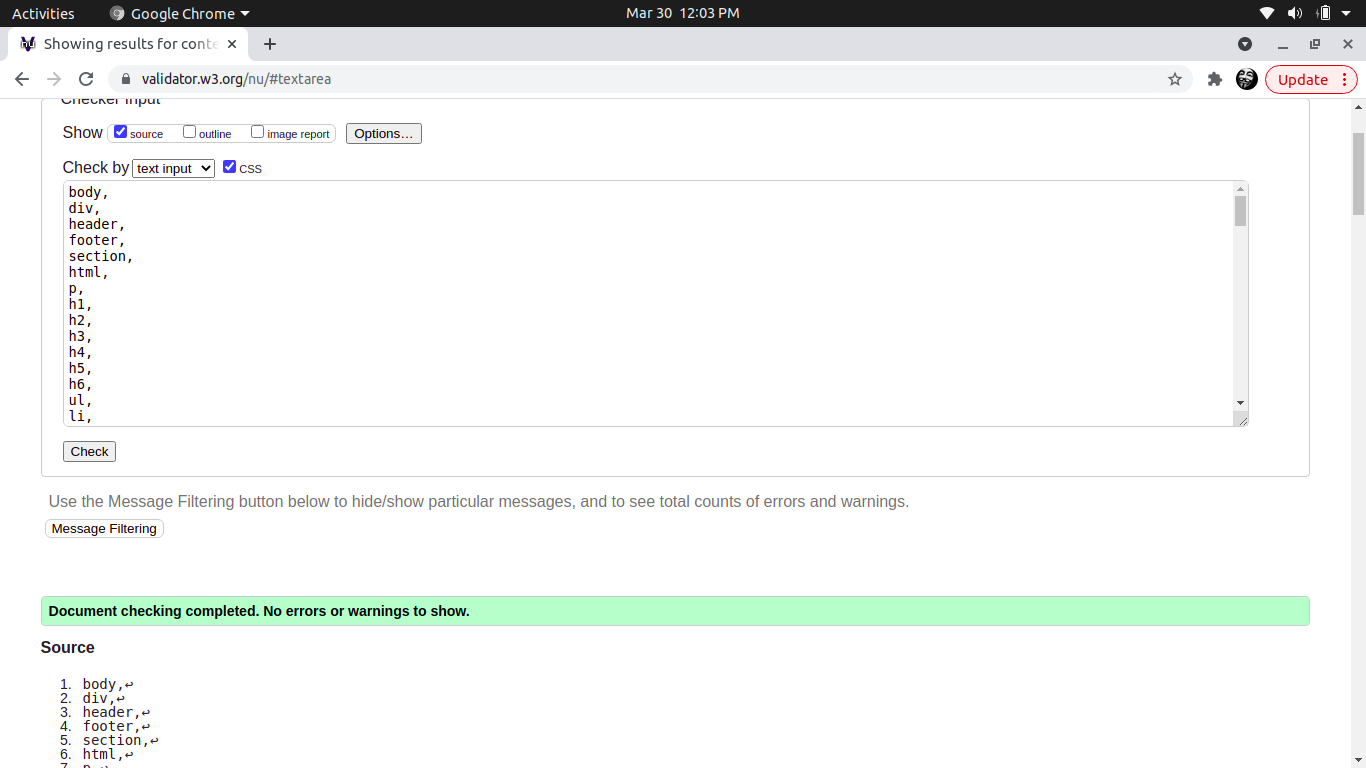 Activities Google Chrome Mar 30 12:03 PM
Showing results for conte
validator.w3.org/nu/#textarea Update
Checker Input
Show source outline image report Options…
Check by text input CSS
body,
div,
header,
footer,
section,
html,
p,
h1,
h2,
h3,
h4,
h5,
h6,
ul,
li,
Check
Use the Message Filtering button below to hide/show particular messages, and to see total counts of errors and warnings.
Message Filtering
Document checking completed. No errors or warnings to show.
Source
1. body,↩
2. div,↩
3. header,↩
4. footer,↩
5. section,↩
6. html,↩
7. p,↩